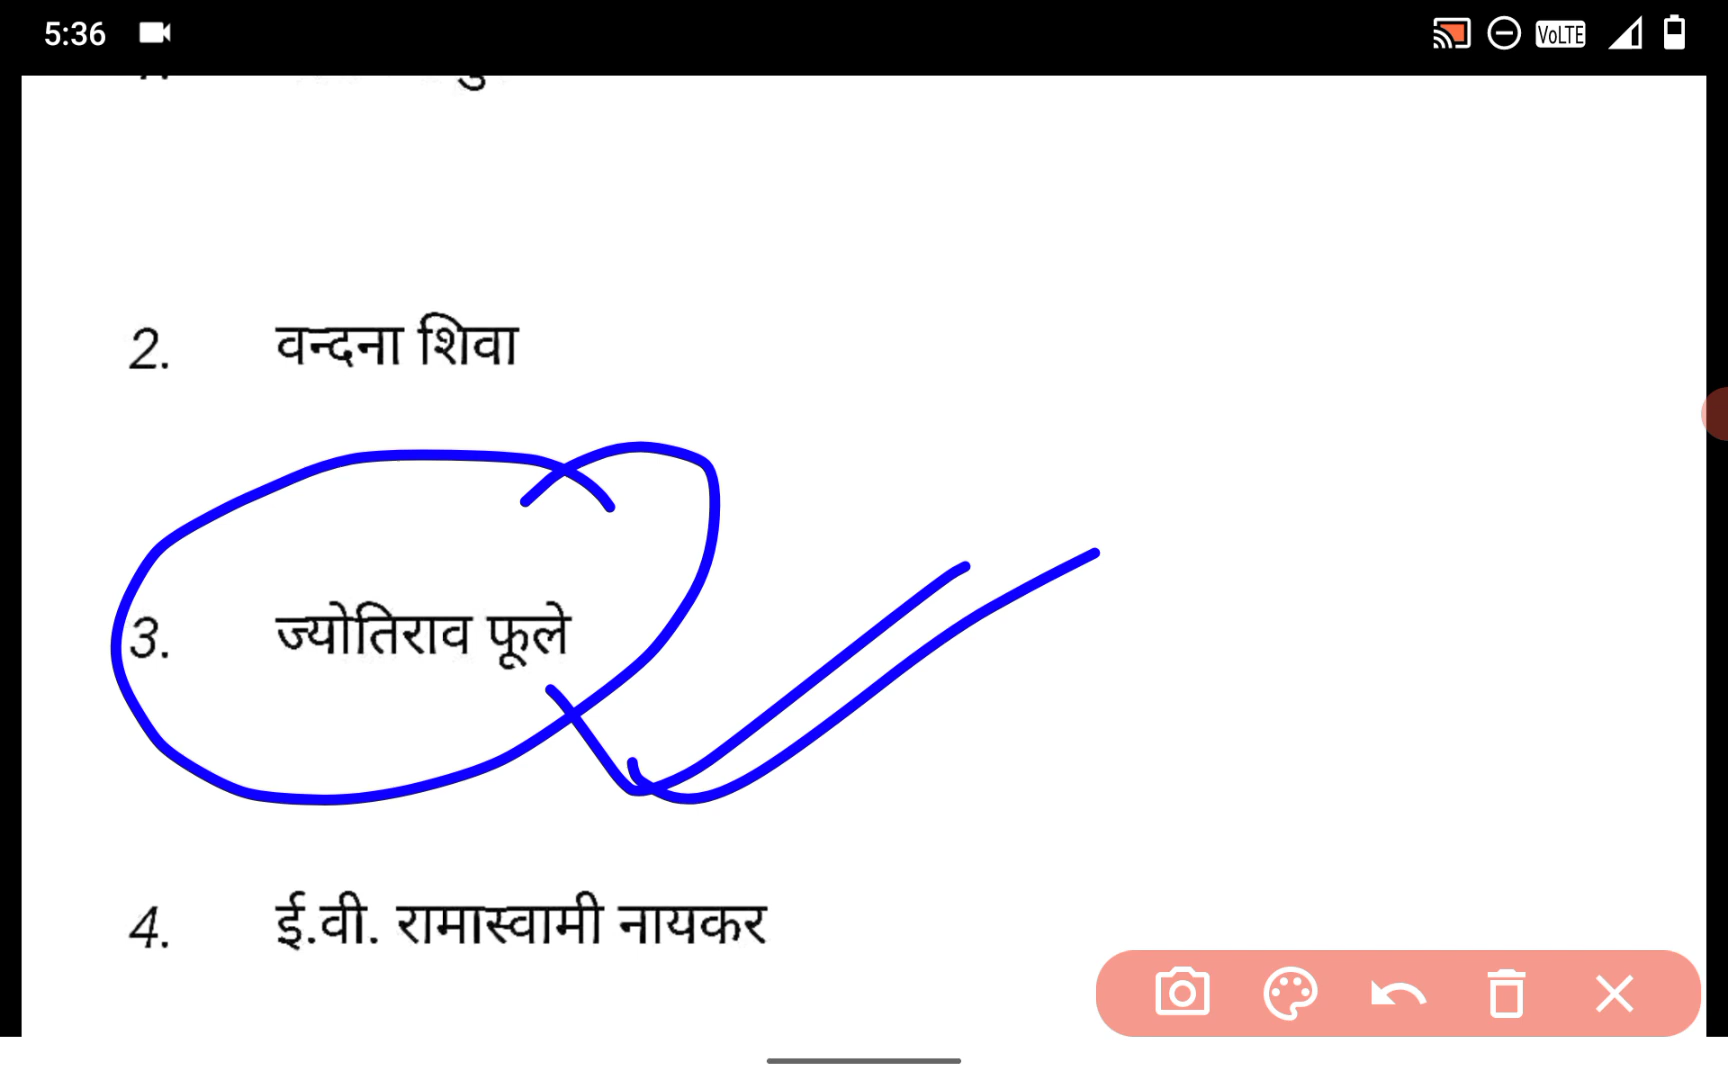 5:36
VoLTE
2. वन्दना शिवा
3. ज्योतिराव फूले
4. ई.वी. रामास्वामी नायकर